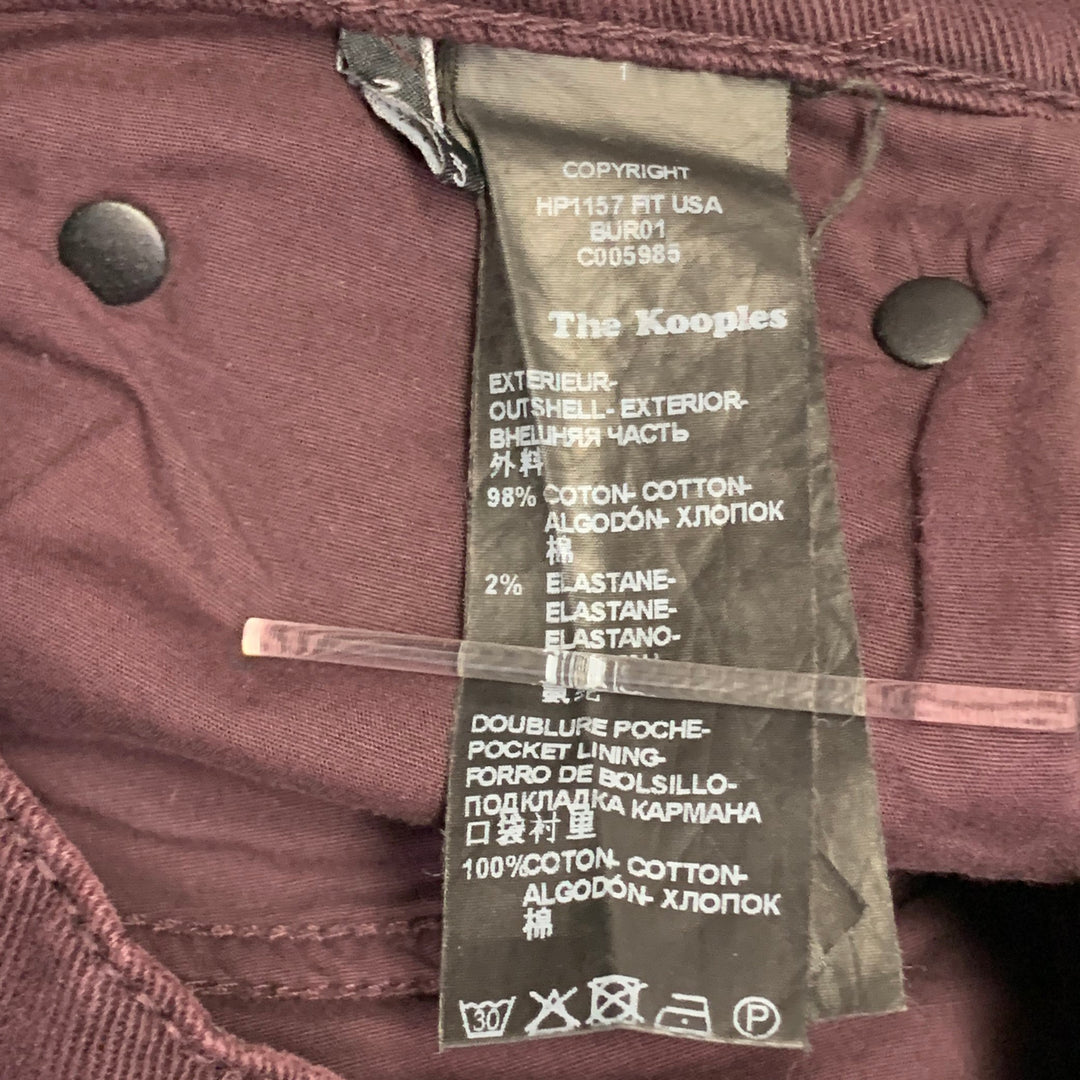 1
COPYRIGHT
HP1157 FIT USA
BUR01
C005985
The Kooples
EXTERIEUR-
OUTSHELL- EXTERIOR-
ВНЕШНЯЯ ЧАСТЬ
外料
98% COTON- COTTON-
ALGODÓN- ХЛОПОК
棉
2% ELASTANE-
ELASTANE-
ELASTANO-
DOUBLURE POCHE-
POCKET LINING-
FORRO DE BOLSILLO-
ПОДКЛАДКА КАРМАНА
口袋衬里
100% COTON- COTTON-
ALGODÓN- ХЛОПОК
棉
30 P